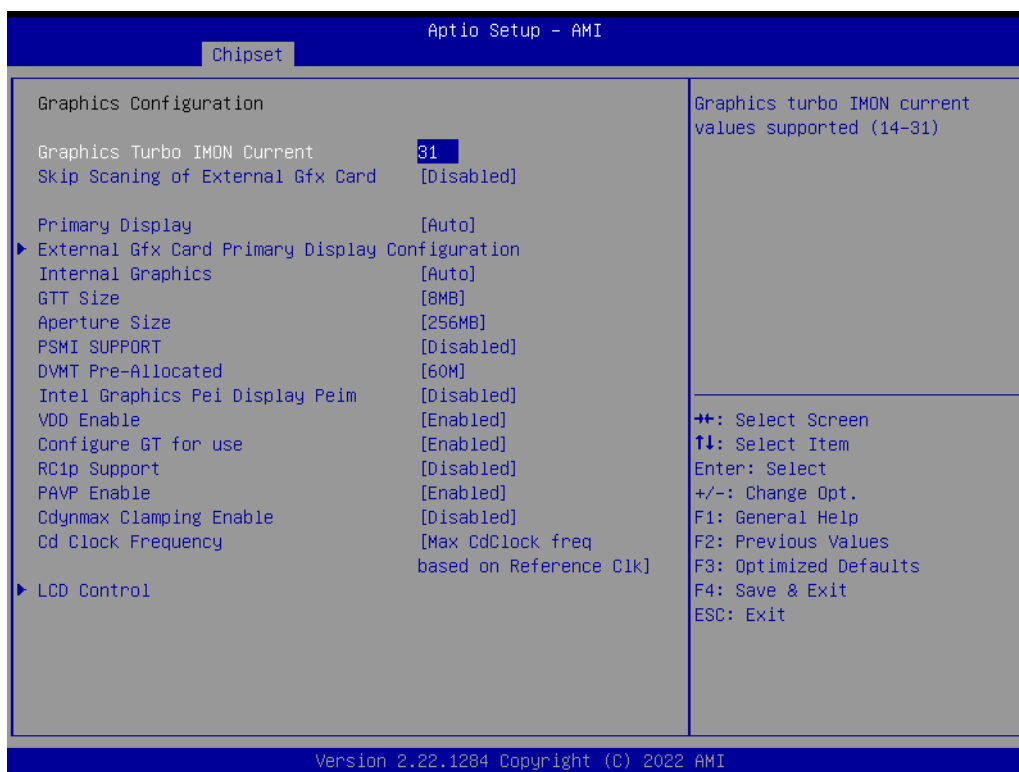 Aptio Setup – AMI
Chipset
Graphics Configuration
Graphics Turbo IMON Current 31
Skip Scaning of External Gfx Card [Disabled]
Primary Display [Auto]
External Gfx Card Primary Display Configuration
Internal Graphics [Auto]
GTT Size [8MB]
Aperture Size [256MB]
PSMI SUPPORT [Disabled]
DVMT Pre-Allocated [60M]
Intel Graphics Pei Display Peim [Disabled]
VDD Enable [Enabled]
Configure GT for use [Enabled]
RC1p Support [Disabled]
PAVP Enable [Enabled]
Cdynmax Clamping Enable [Disabled]
Cd Clock Frequency [Max CdClock freq
based on Reference Clk]
LCD Control
Graphics turbo IMON current
values supported (14-31)
→←: Select Screen
↑↓: Select Item
Enter: Select
+/-: Change Opt.
F1: General Help
F2: Previous Values
F3: Optimized Defaults
F4: Save & Exit
ESC: Exit
Version 2.22.1284 Copyright (C) 2022 AMI